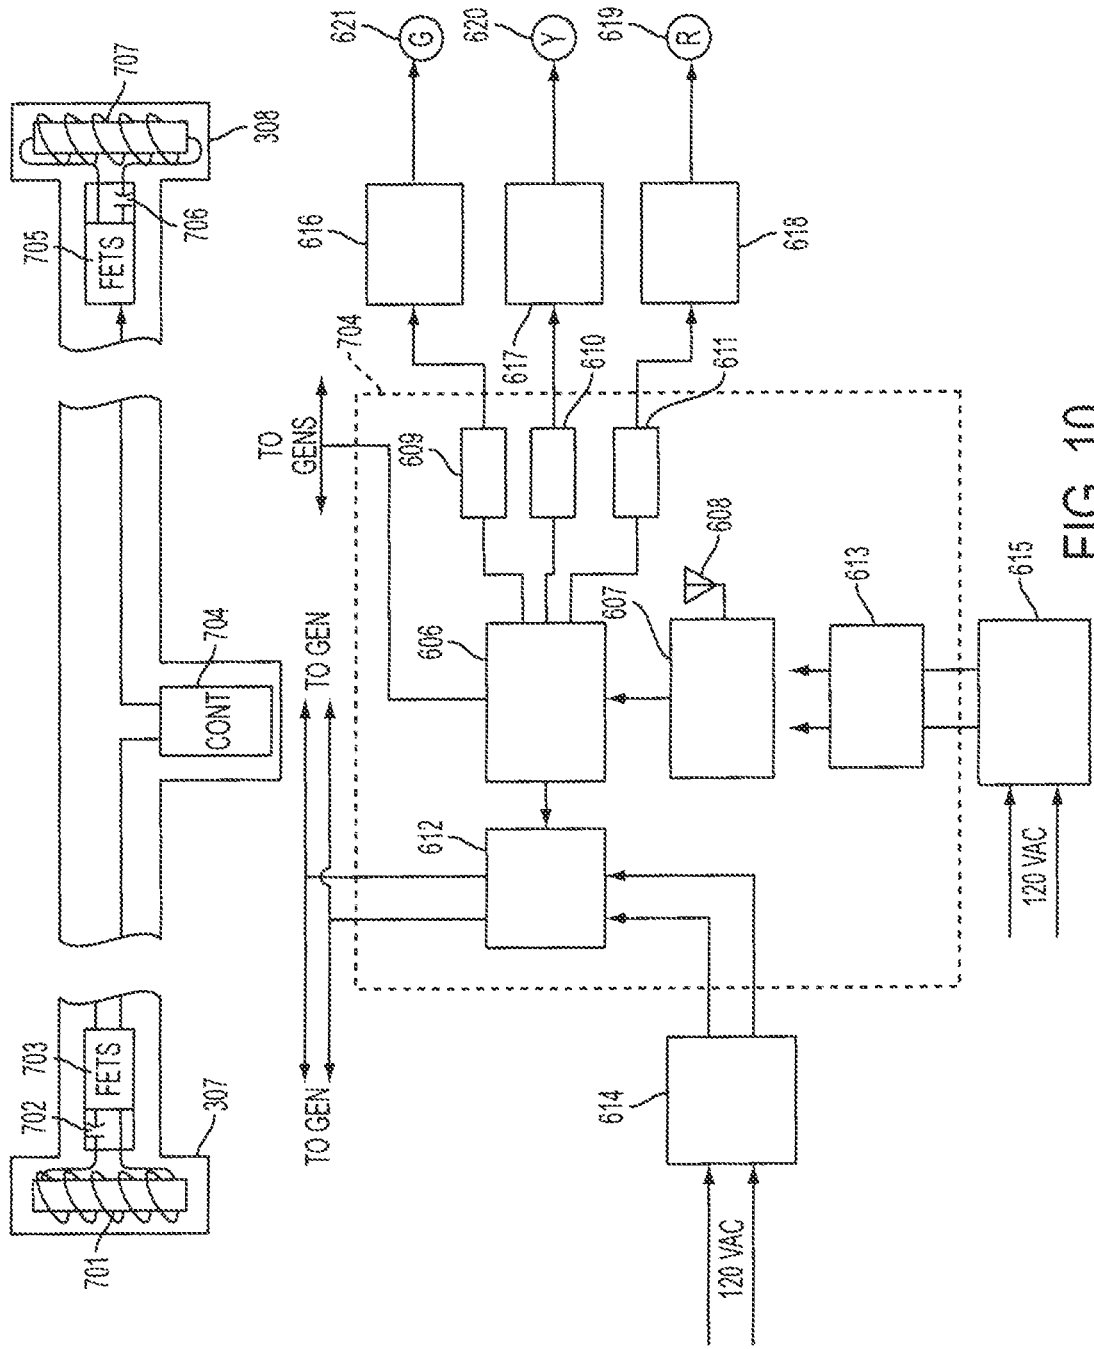 701
702
703
FETS
307
CONT
704
705
FETS
706
707
308
TO GEN
TO GEN
TO
GENS
704
612
606
607
608
609
610
611
613
614
120 VAC
615
120 VAC
616
617
618
621
G
620
Y
619
R
FIG. 10